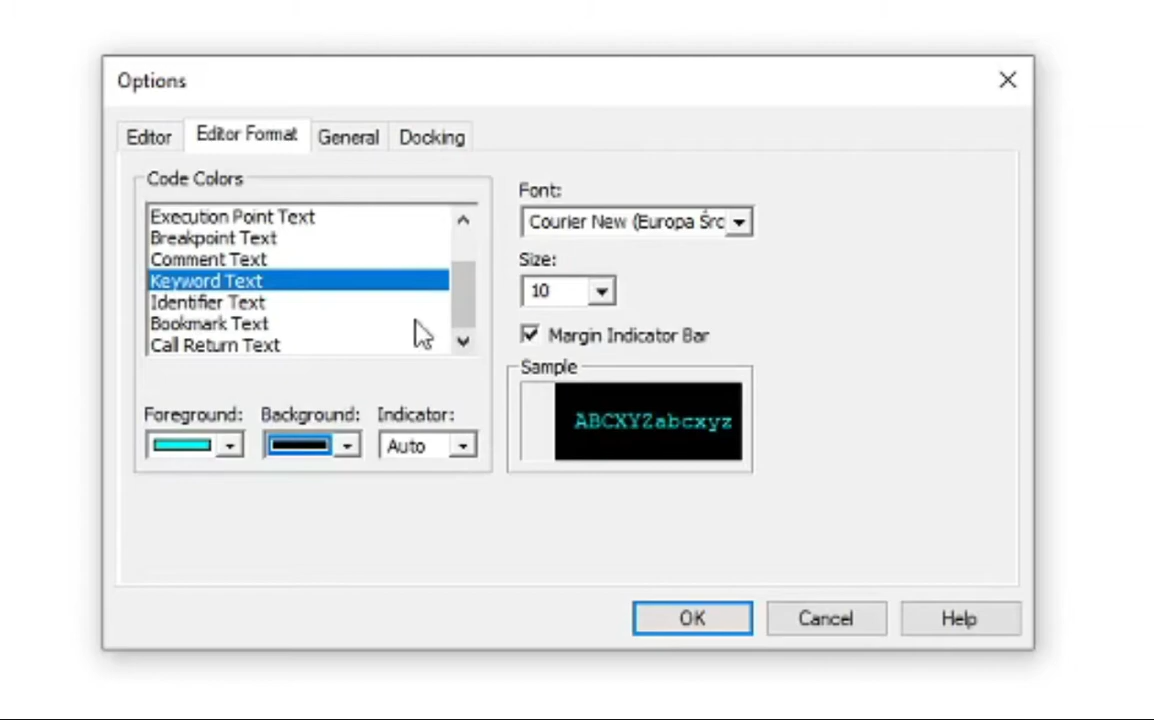 Options
Editor
Editor Format
General
Docking
Code Colors
Execution Point Text
Breakpoint Text
Comment Text
Keyword Text
Identifier Text
Bookmark Text
Call Return Text
Foreground:
Background:
Indicator:
Auto
Font:
Courier New (Europa Śrc
Size:
10
Margin Indicator Bar
Sample
ABCXYZabcxyz
OK
Cancel
Help